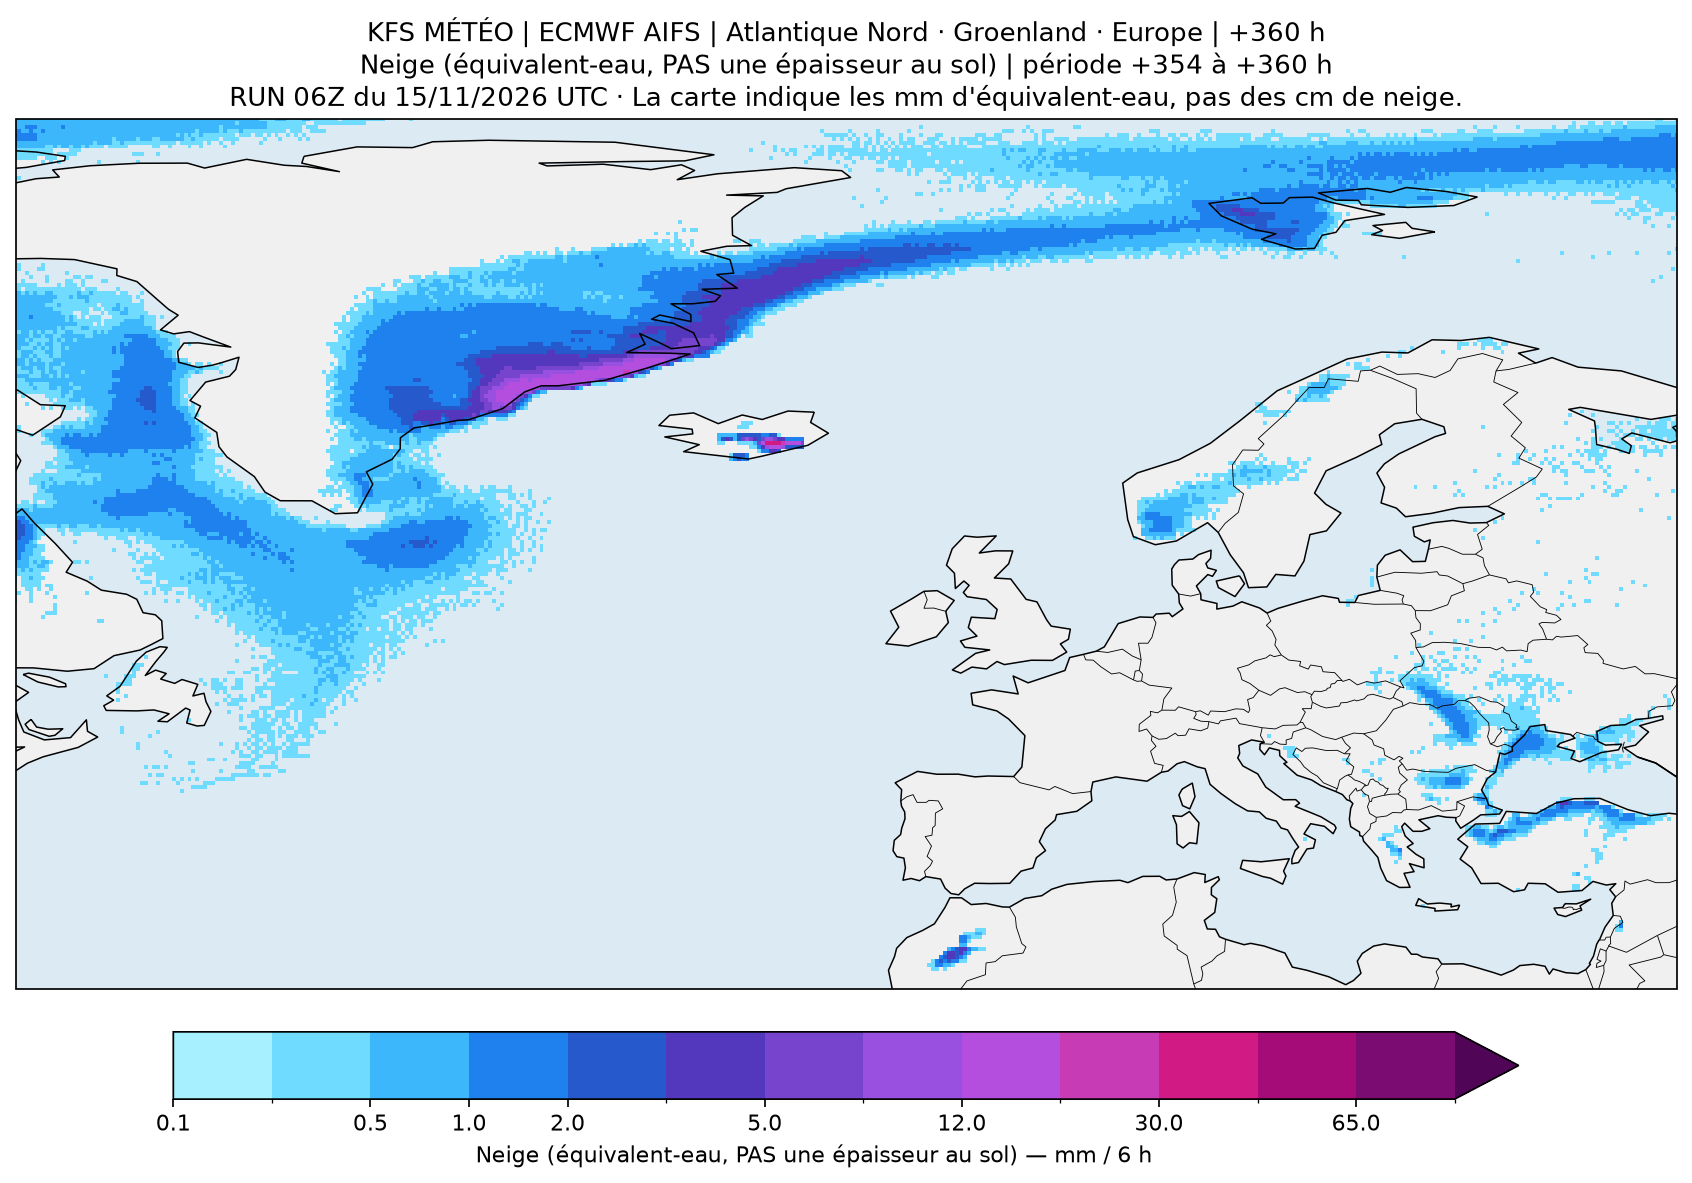 KFS MÉTÉO | ECMWF AIFS | Atlantique Nord · Groenland · Europe | +360 h
Neige (équivalent-eau, PAS une épaisseur au sol) | période +354 à +360 h
RUN 06Z du 15/11/2026 UTC · La carte indique les mm d'équivalent-eau, pas des cm de neige.
0.1 0.5 1.0 2.0 5.0 12.0 30.0 65.0
Neige (équivalent-eau, PAS une épaisseur au sol) — mm / 6 h